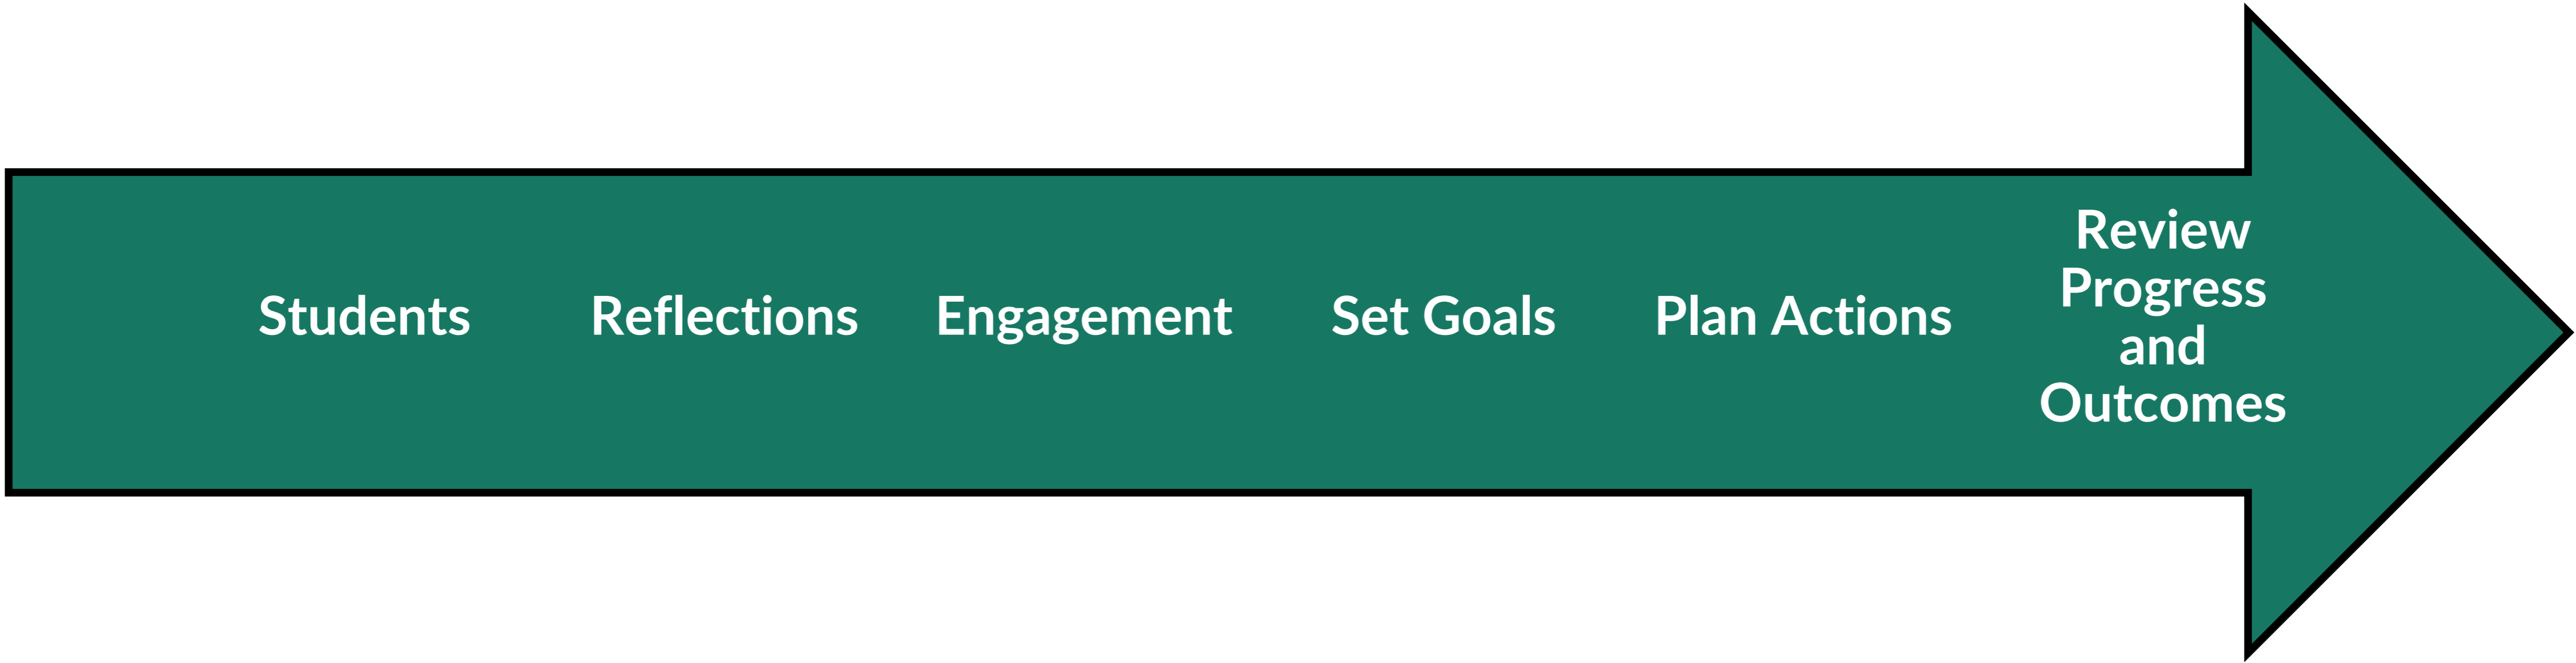 Students
Reflections
Engagement
Set Goals
Plan Actions
Review
Progress
and
Outcomes